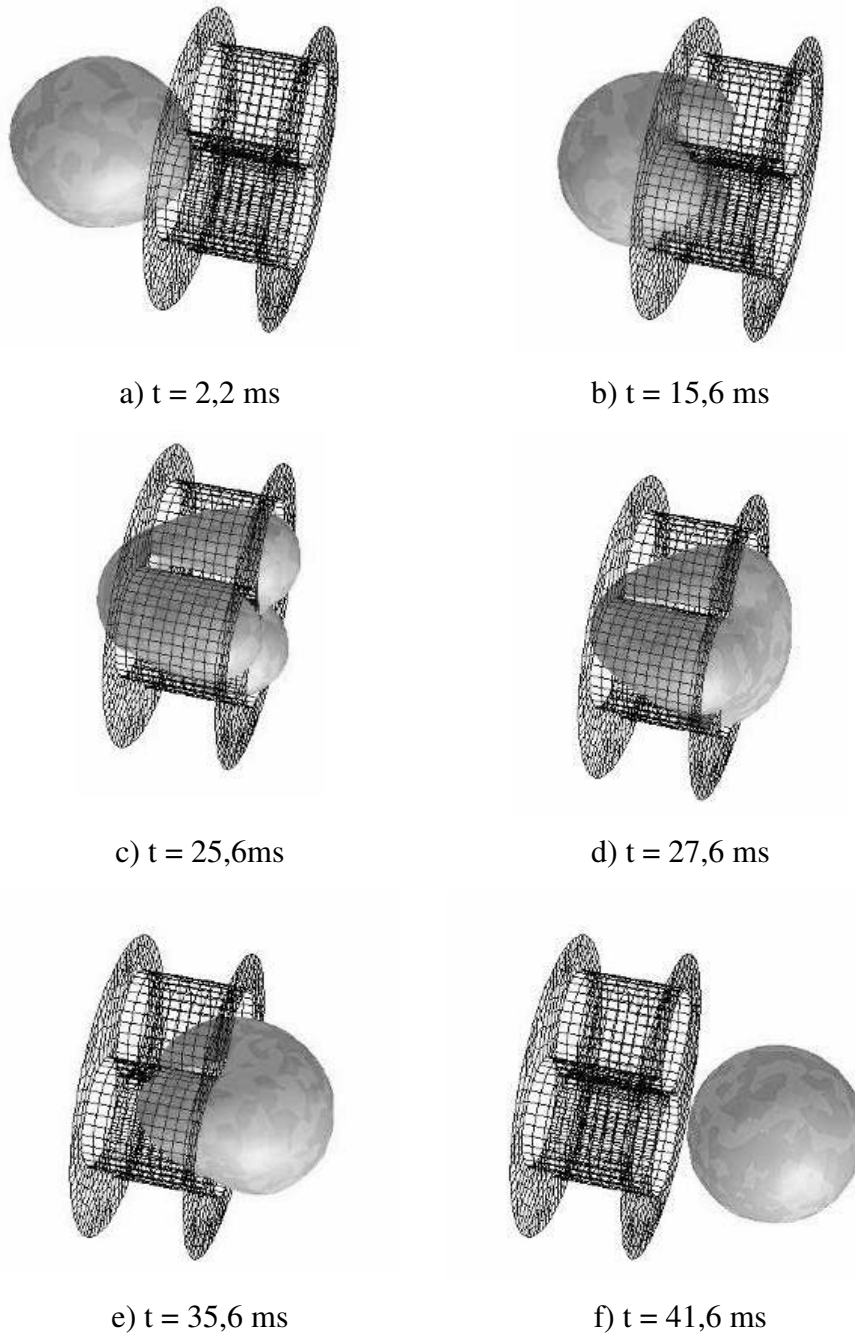 a) t = 2,2 ms
b) t = 15,6 ms
c) t = 25,6ms
d) t = 27,6 ms
e) t = 35,6 ms
f) t = 41,6 ms